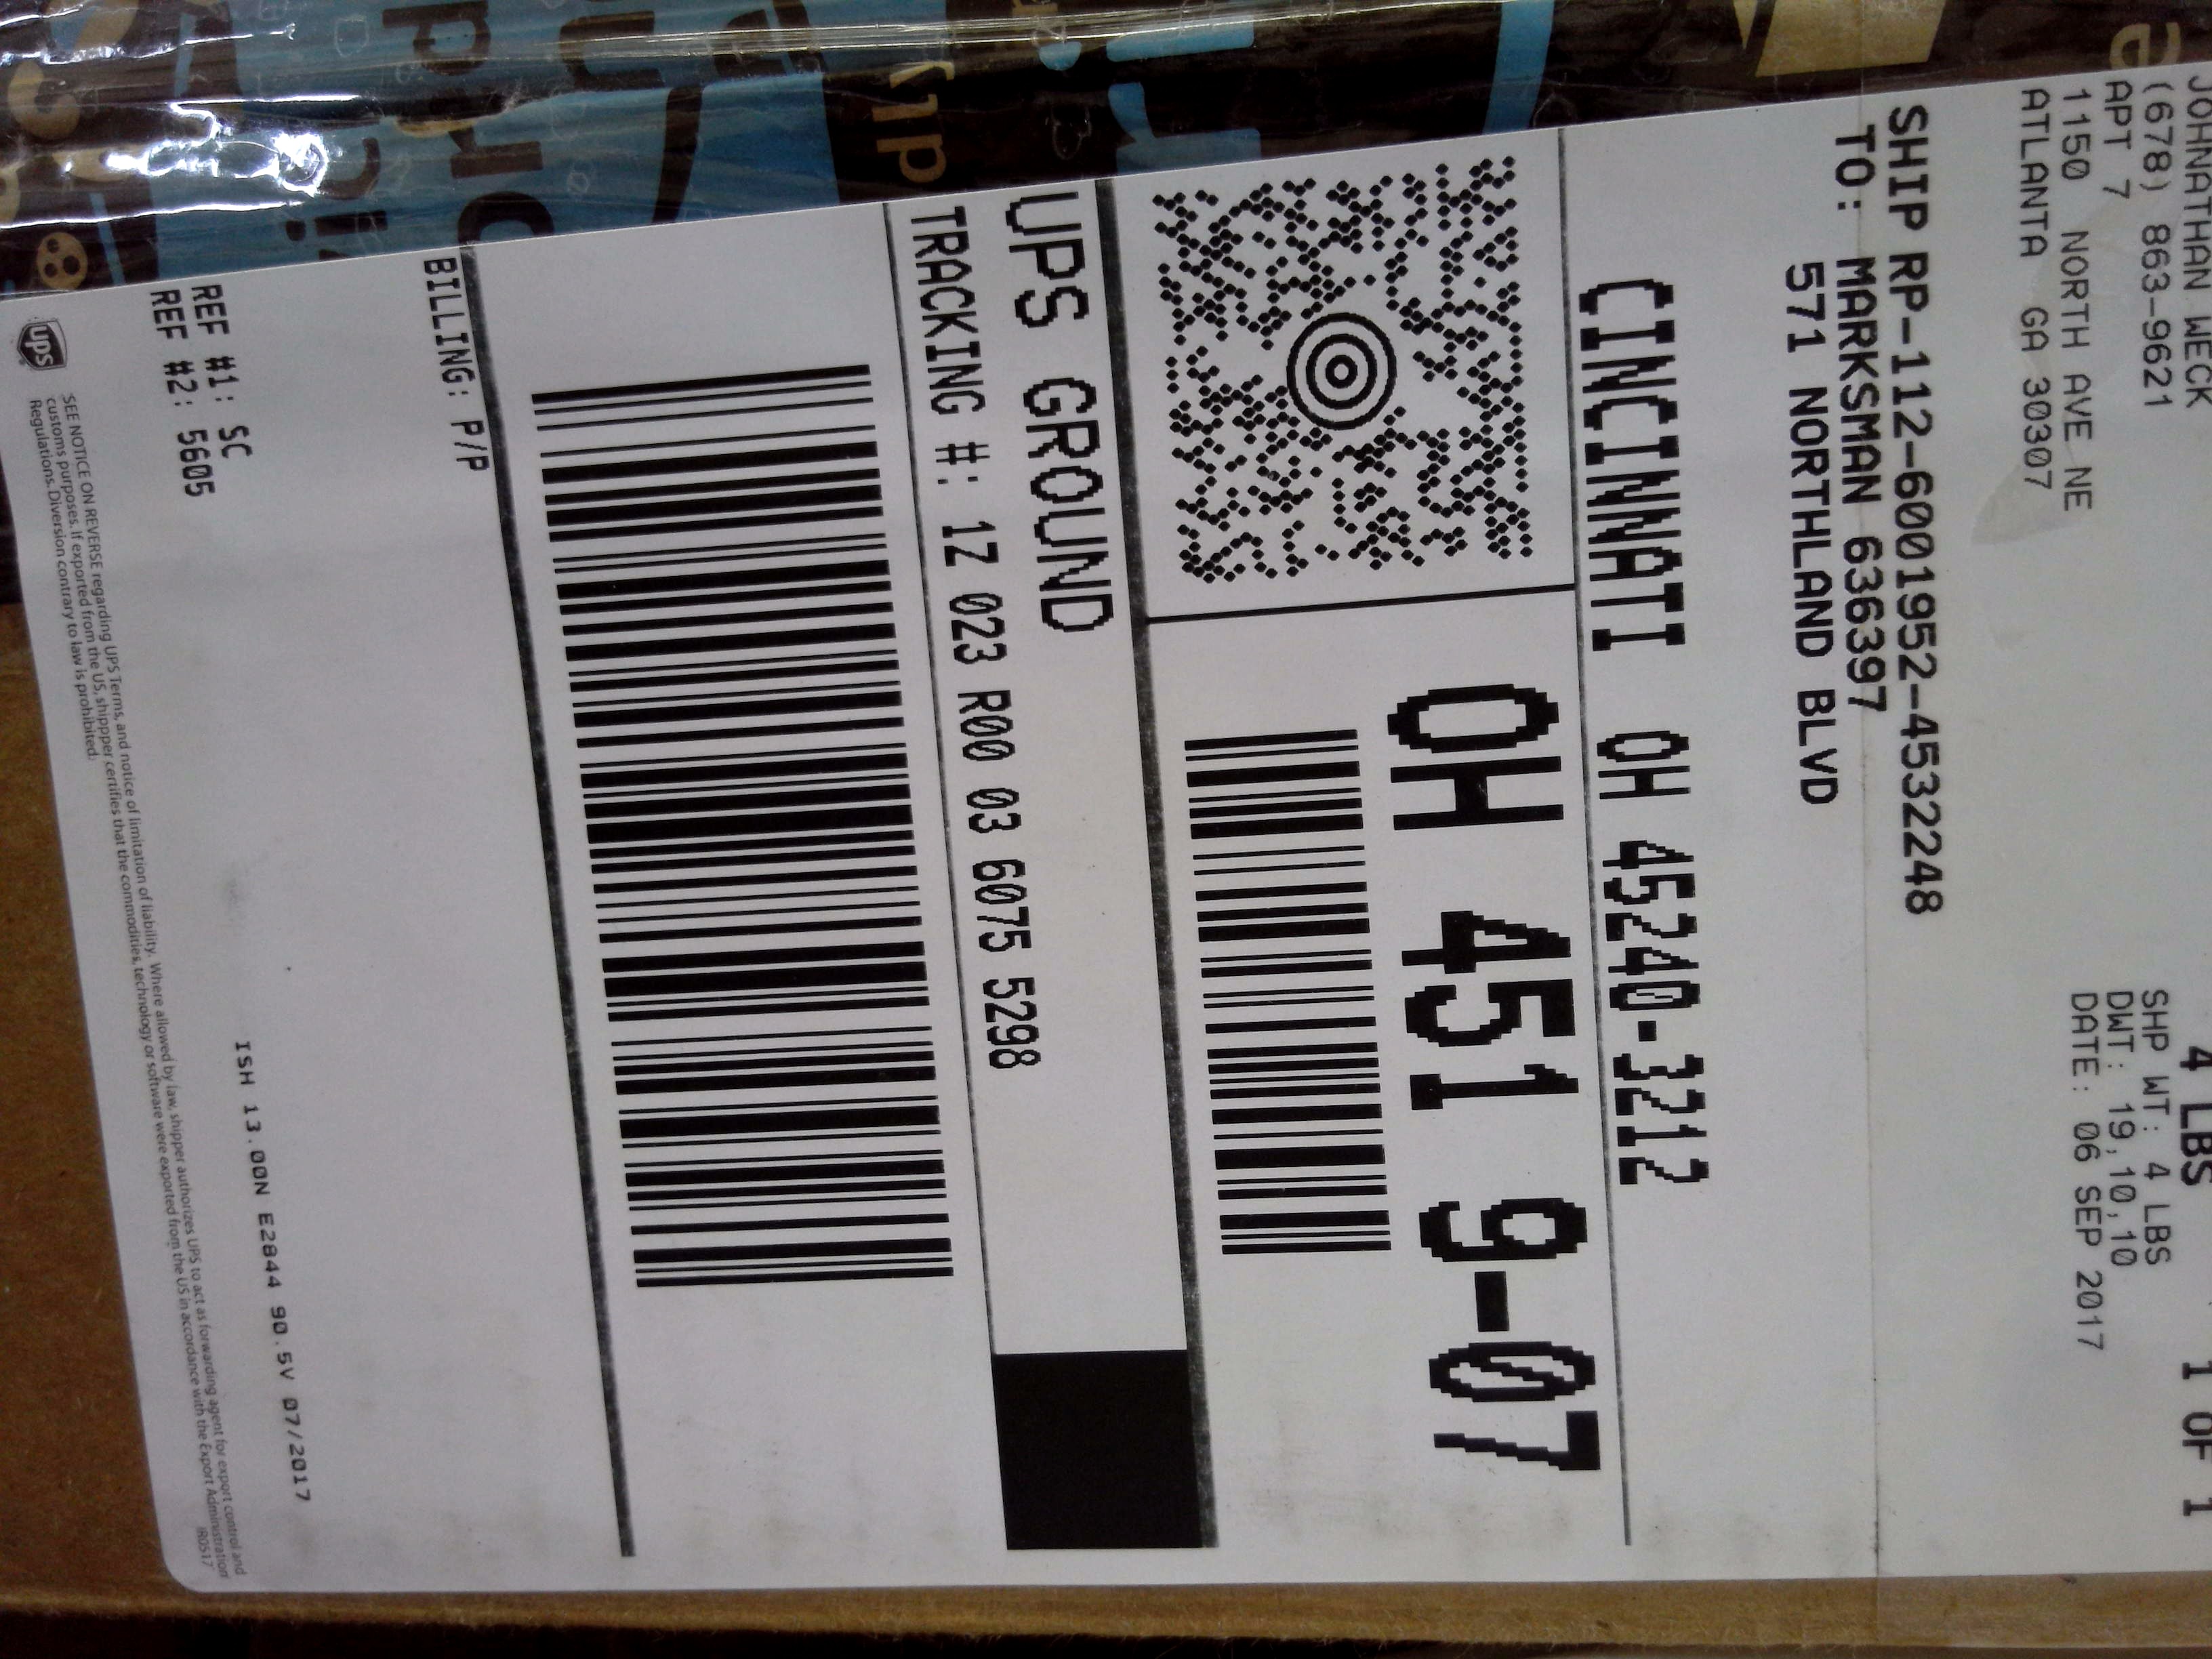 JOHNNATHAN WECK
(678) 863-9621
APT 7
1150 NORTH AVE NE
ATLANTA GA 30307
4 LBS 1 OF 1
SHP WT: 4 LBS
DWT: 19,10,10
DATE: 06 SEP 2017
SHIP RP-112-6001952-4532248
TO: MARKSMAN 636397
571 NORTHLAND BLVD
CINCINNATI OH 45240-3212
OH 451 9-07
UPS GROUND
TRACKING #: 1Z 023 R00 03 6075 5298
BILLING: P/P
REF #1: SC
REF #2: 5605
ISH 13.00N E2844 90.5V 07/2017
ups
SEE NOTICE ON REVERSE regarding UPS Terms, and notice of limitation of liability. Where allowed by law, shipper authorizes UPS to act as forwarding agent for export control and
customs purposes. If exported from the US, shipper certifies that the commodities, technology or software were exported from the US in accordance with the Export Administration
Regulations. Diversion contrary to law is prohibited.